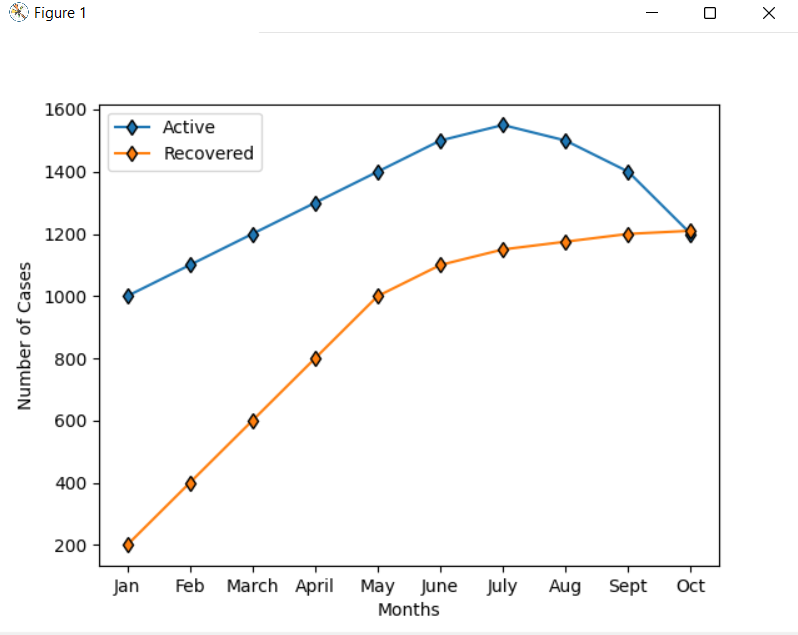 Figure 1
1600
Active
Recovered
1400
1200
1000
800
600
400
200
Number of Cases
Jan Feb March April May June July Aug Sept Oct
Months